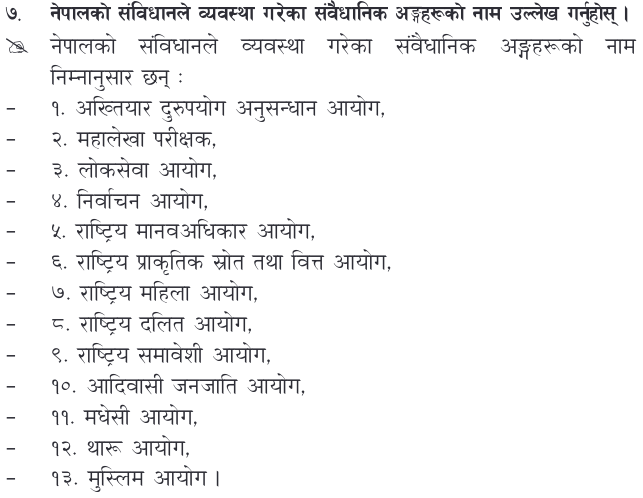 ७. नेपालको संविधानले व्यवस्था गरेका संवैधानिक अङ्गहरूको नाम उल्लेख गर्नुहोस् ।
नेपालको संविधानले व्यवस्था गरेका संवैधानिक अङ्गहरूको नाम
निम्नानुसार छन् :
- १. अख्तियार दुरुपयोग अनुसन्धान आयोग,
- २. महालेखा परीक्षक,
- ३. लोकसेवा आयोग,
- ४. निर्वाचन आयोग,
- ५. राष्ट्रिय मानवअधिकार आयोग,
- ६. राष्ट्रिय प्राकृतिक स्रोत तथा वित्त आयोग,
- ७. राष्ट्रिय महिला आयोग,
- ८. राष्ट्रिय दलित आयोग,
- ९. राष्ट्रिय समावेशी आयोग,
- १०. आदिवासी जनजाति आयोग,
- ११. मधेसी आयोग,
- १२. थारू आयोग,
- १३. मुस्लिम आयोग ।